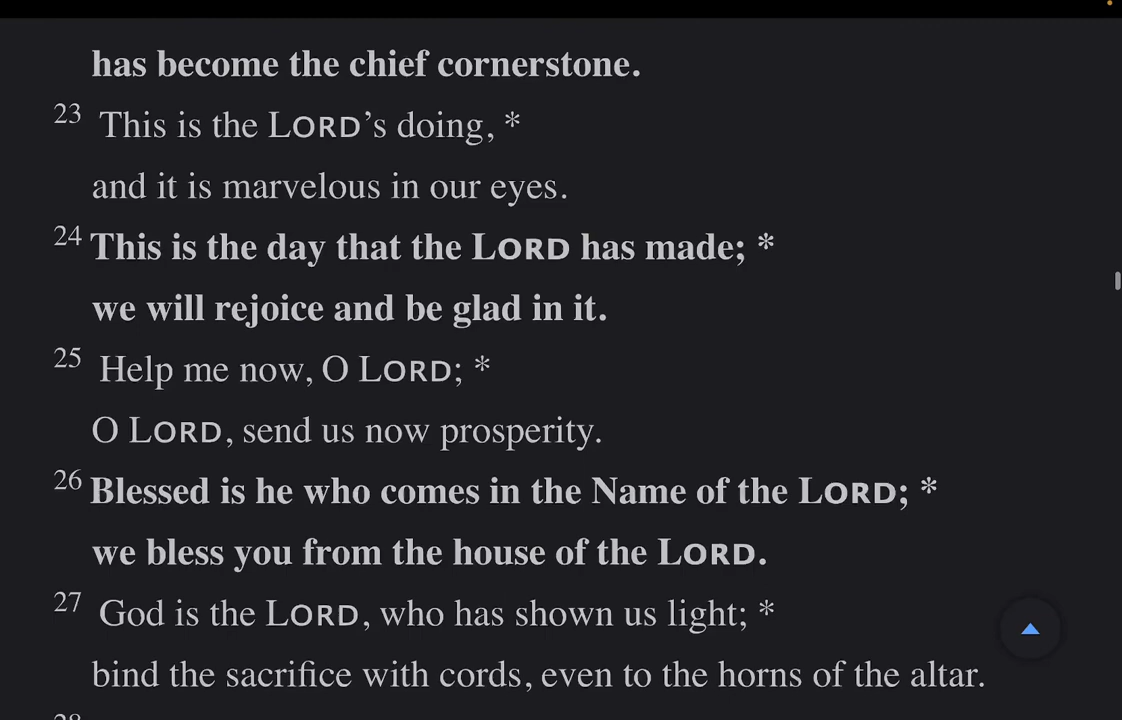 has become the chief cornerstone.
23 This is the LORD’s doing, *
and it is marvelous in our eyes.
24 This is the day that the LORD has made; *
we will rejoice and be glad in it.
25 Help me now, O LORD; *
O LORD, send us now prosperity.
26 Blessed is he who comes in the Name of the LORD; *
we bless you from the house of the LORD.
27 God is the LORD, who has shown us light; *
bind the sacrifice with cords, even to the horns of the altar.